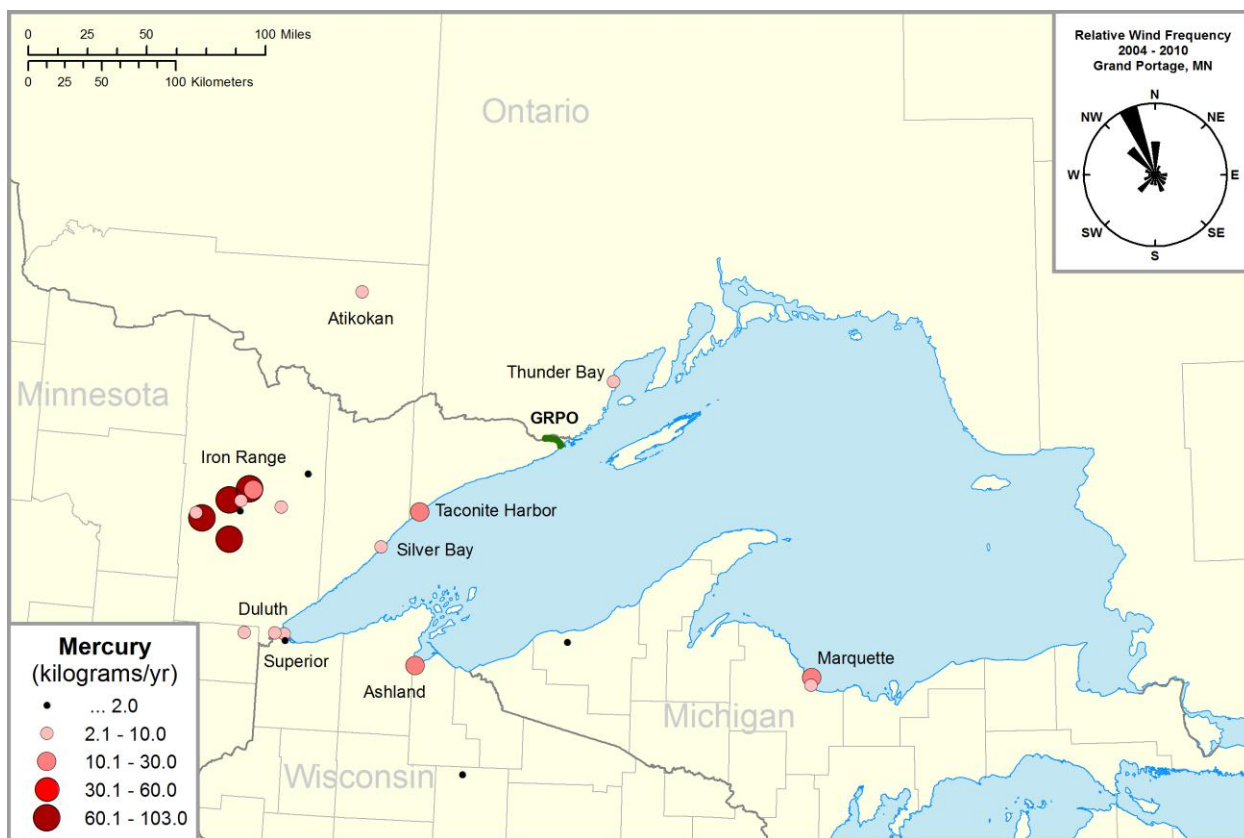 0 25 50 100 Miles
0 25 50 100 Kilometers
Relative Wind Frequency
2004 - 2010
Grand Portage, MN
N
NW NE
W E
SW SE
S
Ontario
Atikokan
Thunder Bay
Minnesota
GRPO
Iron Range
Taconite Harbor
Silver Bay
Duluth
Superior
Ashland
Marquette
Michigan
Wisconsin
Mercury
(kilograms/yr)
... 2.0
2.1 - 10.0
10.1 - 30.0
30.1 - 60.0
60.1 - 103.0